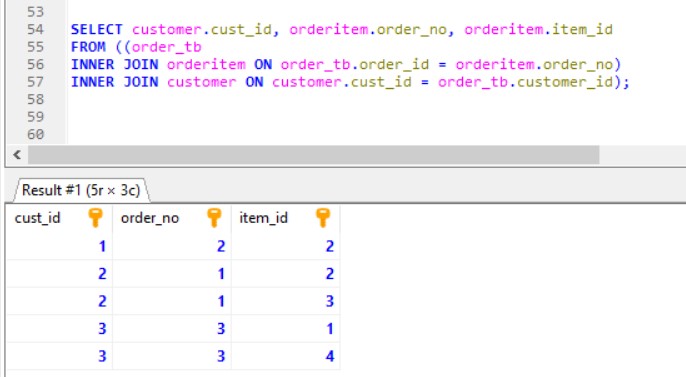 53
54 SELECT customer.cust_id, orderitem.order_no, orderitem.item_id
55 FROM ((order_tb
56 INNER JOIN orderitem ON order_tb.order_id = orderitem.order_no)
57 INNER JOIN customer ON customer.cust_id = order_tb.customer_id);
58
59
60
Result #1 (5r × 3c)
cust_id order_no item_id
1 2 2
2 1 2
2 1 3
3 3 1
3 3 4